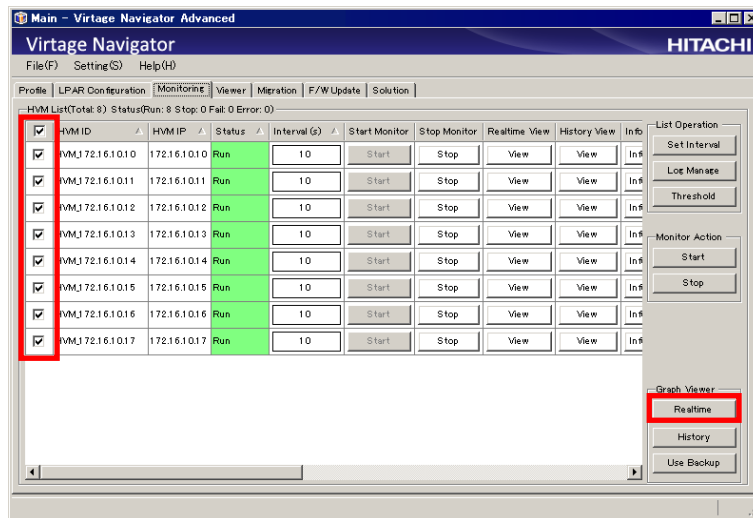 Main - Virtage Navigator Advanced
Virtage Navigator HITACHI
File(F) Setting(S) Help(H)
Profile LPAR Configuration Monitoring Viewer Migration F/W Update Solution
HVM List(Total: 8) Status(Run: 8 Stop: 0 Fail: 0 Error: 0)
HVM ID HVM IP Status Interval (s) Start Monitor Stop Monitor Realtime View History View Info
HVM_172.16.10.10 172.16.10.10 Run 10 Start Stop View View Inf
HVM_172.16.10.11 172.16.10.11 Run 10 Start Stop View View Inf
HVM_172.16.10.12 172.16.10.12 Run 10 Start Stop View View Inf
HVM_172.16.10.13 172.16.10.13 Run 10 Start Stop View View Inf
HVM_172.16.10.14 172.16.10.14 Run 10 Start Stop View View Inf
HVM_172.16.10.15 172.16.10.15 Run 10 Start Stop View View Inf
HVM_172.16.10.16 172.16.10.16 Run 10 Start Stop View View Inf
HVM_172.16.10.17 172.16.10.17 Run 10 Start Stop View View Inf
List Operation
Set Interval
Log Manage
Threshold
Monitor Action
Start
Stop
Graph Viewer
Realtime
History
Use Backup